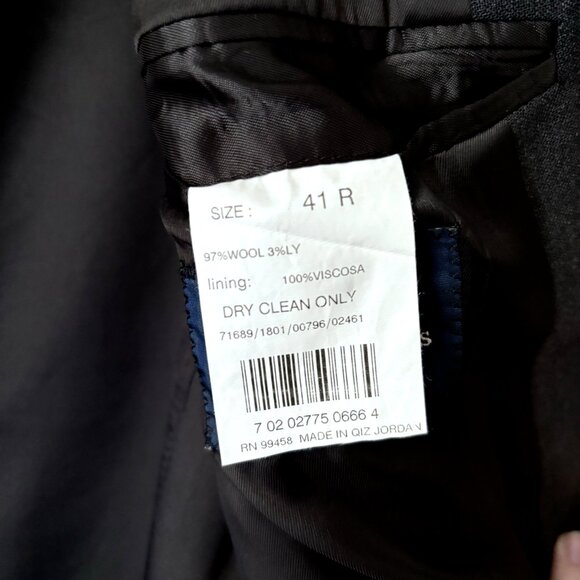 SIZE : 41 R
97%WOOL 3%LY
lining: 100%VISCOSA
DRY CLEAN ONLY
71689/1801/00796/02461
7 02 02775 0666 4
RN 99458 MADE IN QIZ JORDAN